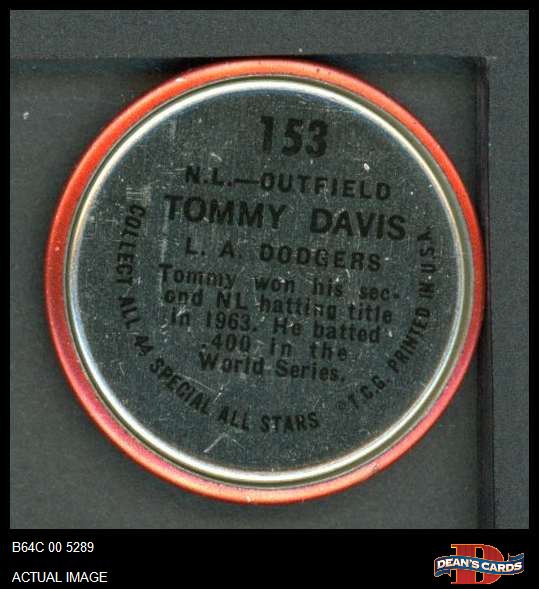 153
N.L.—OUTFIELD
TOMMY DAVIS
L. A. DODGERS
Tommy won his sec-
ond NL batting title
in 1963. He batted
.400 in the
World Series.
COLLECT ALL 44 SPECIAL ALL STARS
© T.C.G. PRINTED IN U.S.A.
B64C 00 5289
ACTUAL IMAGE
DEAN'S CARDS